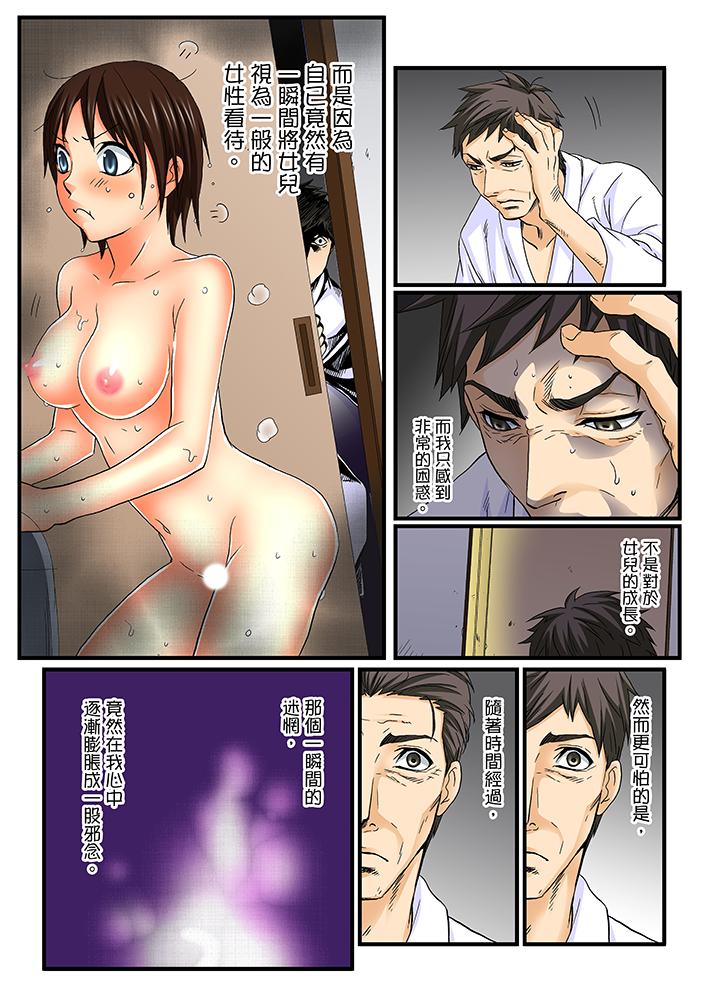 而我只感到
非常的困惑。
不是對於
女兒的成長。
而是因為
自己竟然有
一瞬間將女兒
視為一般的
女性看待。
然而更可怕的是，
隨著時間經過，
那個一瞬間的
迷惘，
竟然在我心中
逐漸膨脹成一股邪念。